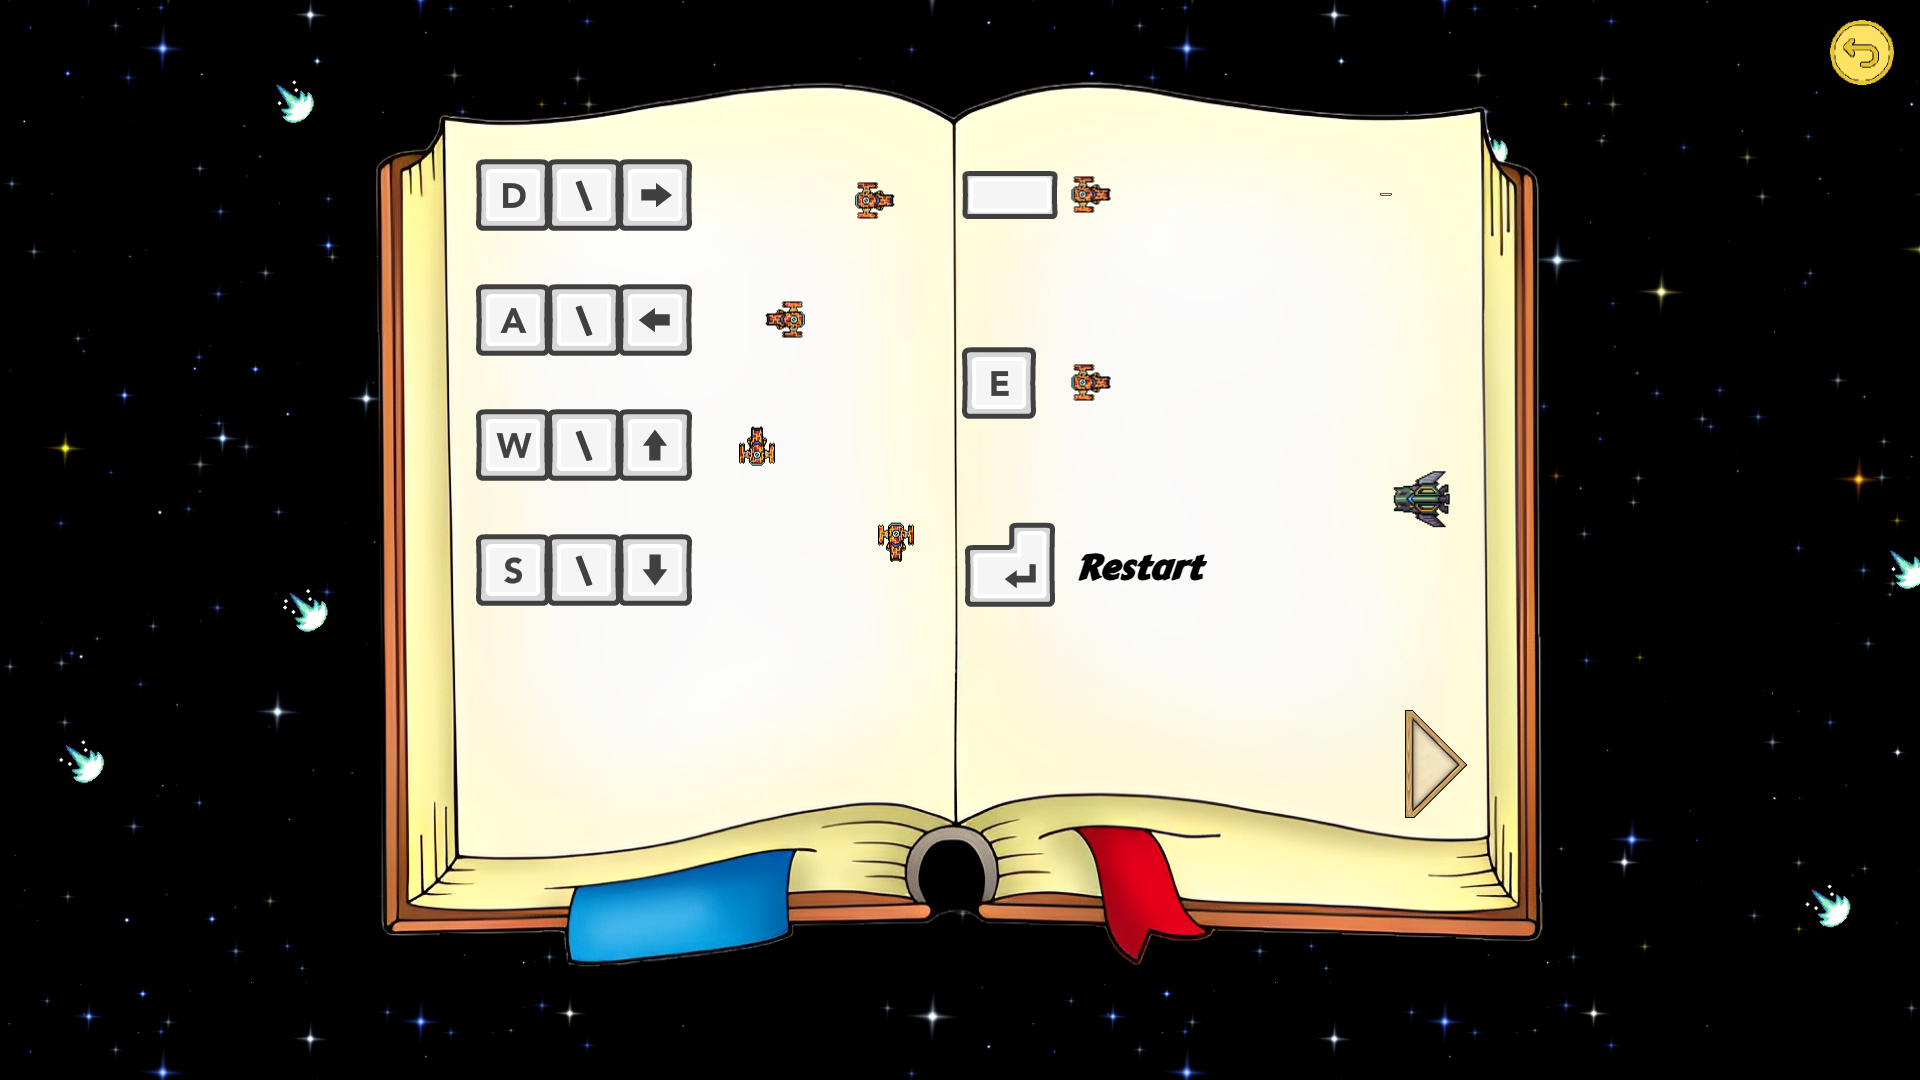 D \ →
A \ ←
W \ ↑
S \ ↓
E
↵ Restart